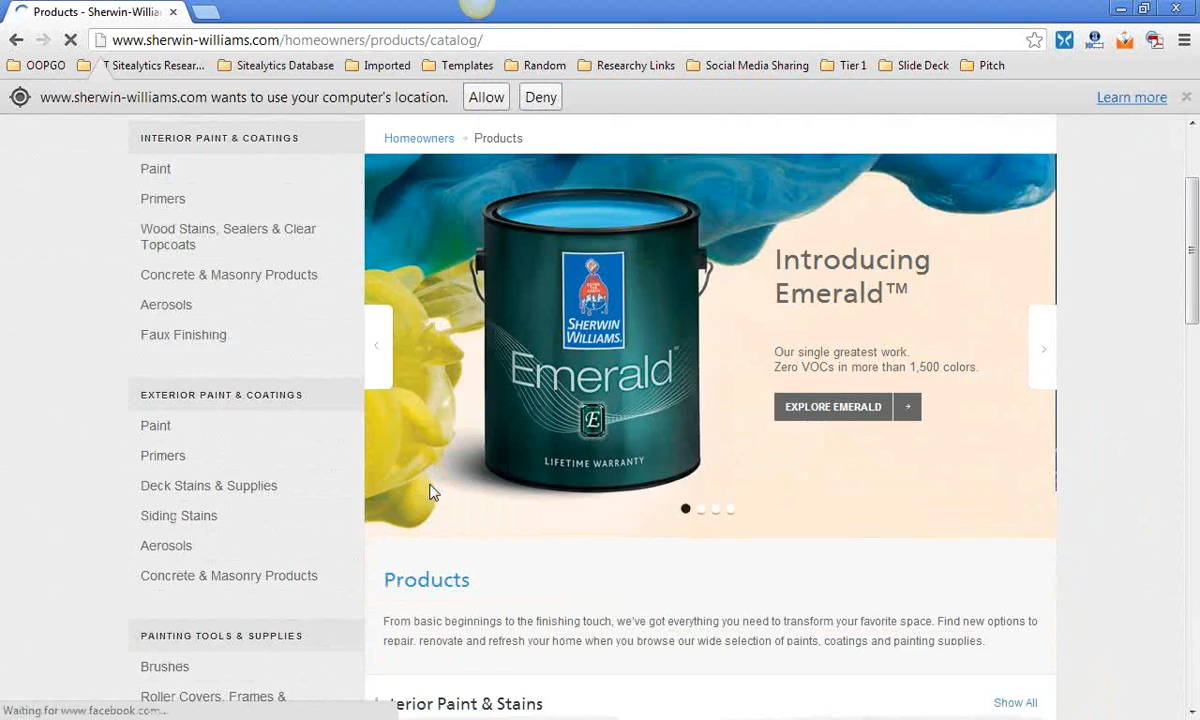 Products - Sherwin-Willia
www.sherwin-williams.com/homeowners/products/catalog/
OOPGO
T Sitealytics Resear...
Sitealytics Database
Imported
Templates
Random
Researchy Links
Social Media Sharing
Tier 1
Slide Deck
Pitch
www.sherwin-williams.com wants to use your computer's location.
Allow
Deny
Learn more
INTERIOR PAINT & COATINGS
Paint
Primers
Wood Stains, Sealers & Clear
Topcoats
Concrete & Masonry Products
Aerosols
Faux Finishing
EXTERIOR PAINT & COATINGS
Paint
Primers
Deck Stains & Supplies
Siding Stains
Aerosols
Concrete & Masonry Products
PAINTING TOOLS & SUPPLIES
Brushes
Roller Covers, Frames &
Waiting for www.facebook.com...
Homeowners
Products
SHERWIN
WILLIAMS.
Emerald™
E
LIFETIME WARRANTY
Introducing
Emerald™
Our single greatest work.
Zero VOCs in more than 1,500 colors.
EXPLORE EMERALD
Products
From basic beginnings to the finishing touch, we've got everything you need to transform your favorite space. Find new options to
repair, renovate and refresh your home when you browse our wide selection of paints, coatings and painting supplies.
nterior Paint & Stains
Show All